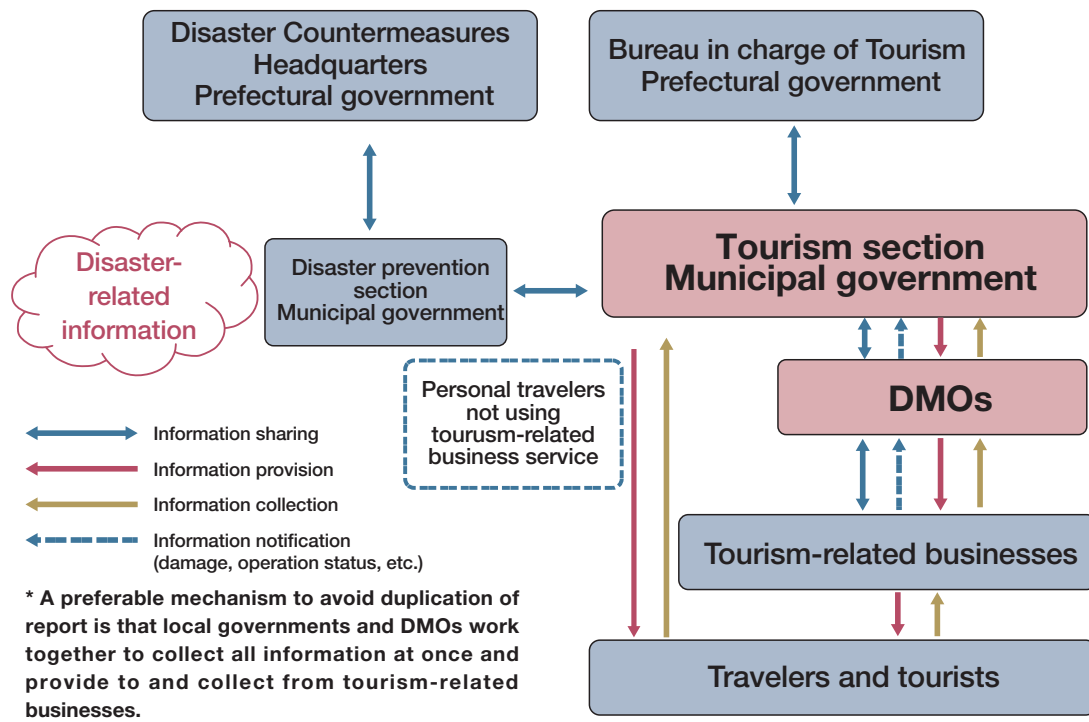 Disaster Countermeasures
Headquarters
Prefectural government
Bureau in charge of Tourism
Prefectural government
Disaster-
related
information
Disaster prevention
section
Municipal government
Tourism section
Municipal government
Personal travelers
not using
tourusm-related
business service
DMOs
Information sharing
Information provision
Information collection
Information notification
(damage, operation status, etc.)
Tourism-related businesses
Travelers and tourists
* A preferable mechanism to avoid duplication of
report is that local governments and DMOs work
together to collect all information at once and
provide to and collect from tourism-related
businesses.